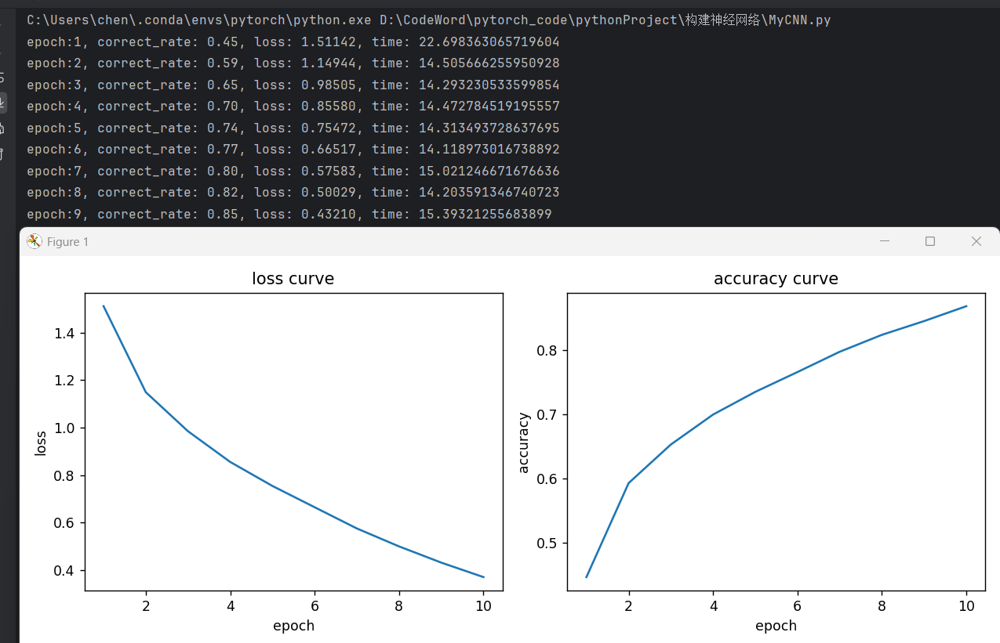 C:\Users\chen\.conda\envs\pytorch\python.exe D:\CodeWord\pytorch_code\pythonProject\构建神经网络\MyCNN.py
epoch:1, correct_rate: 0.45, loss: 1.51142, time: 22.698363065719604
epoch:2, correct_rate: 0.59, loss: 1.14944, time: 14.505666255950928
epoch:3, correct_rate: 0.65, loss: 0.98505, time: 14.293230533599854
epoch:4, correct_rate: 0.70, loss: 0.85580, time: 14.472784519195557
epoch:5, correct_rate: 0.74, loss: 0.75472, time: 14.313493728637695
epoch:6, correct_rate: 0.77, loss: 0.66517, time: 14.118973016738892
epoch:7, correct_rate: 0.80, loss: 0.57583, time: 15.021246671676636
epoch:8, correct_rate: 0.82, loss: 0.50029, time: 14.203591346740723
epoch:9, correct_rate: 0.85, loss: 0.43210, time: 15.39321255683899
Figure 1
loss curve
1.4
1.2
1.0
0.8
0.6
0.4
loss
2 4 6 8 10
epoch
accuracy curve
0.8
0.7
0.6
0.5
accuracy
2 4 6 8 10
epoch